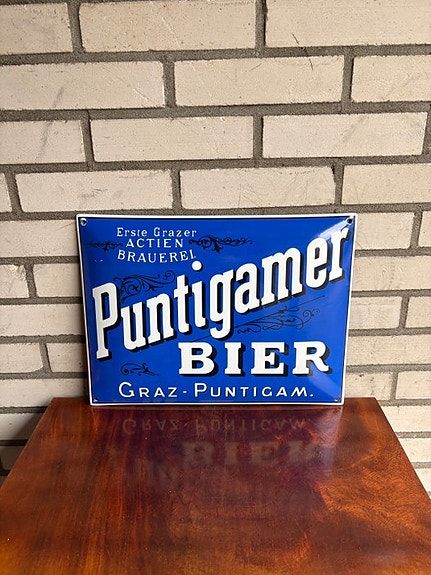 Erste Grazer
ACTIEN
BRAUEREI
Puntigamer
BIER
GRAZ-PUNTIGAM.